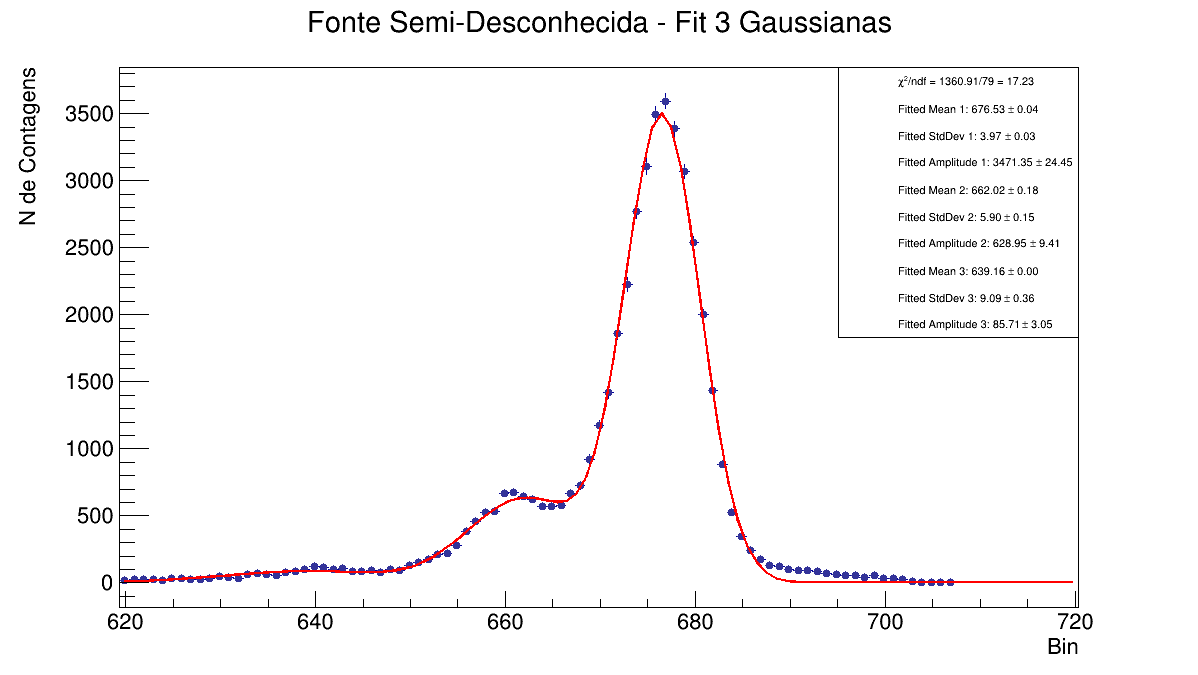 Fonte Semi-Desconhecida - Fit 3 Gaussianas
N de Contagens
3500
3000
2500
2000
1500
1000
500
0
620
640
660
680
700
720
Bin
χ²/ndf = 1360.91/79 = 17.23
Fitted Mean 1: 676.53 ± 0.04
Fitted StdDev 1: 3.97 ± 0.03
Fitted Amplitude 1: 3471.35 ± 24.45
Fitted Mean 2: 662.02 ± 0.18
Fitted StdDev 2: 5.90 ± 0.15
Fitted Amplitude 2: 628.95 ± 9.41
Fitted Mean 3: 639.16 ± 0.00
Fitted StdDev 3: 9.09 ± 0.36
Fitted Amplitude 3: 85.71 ± 3.05